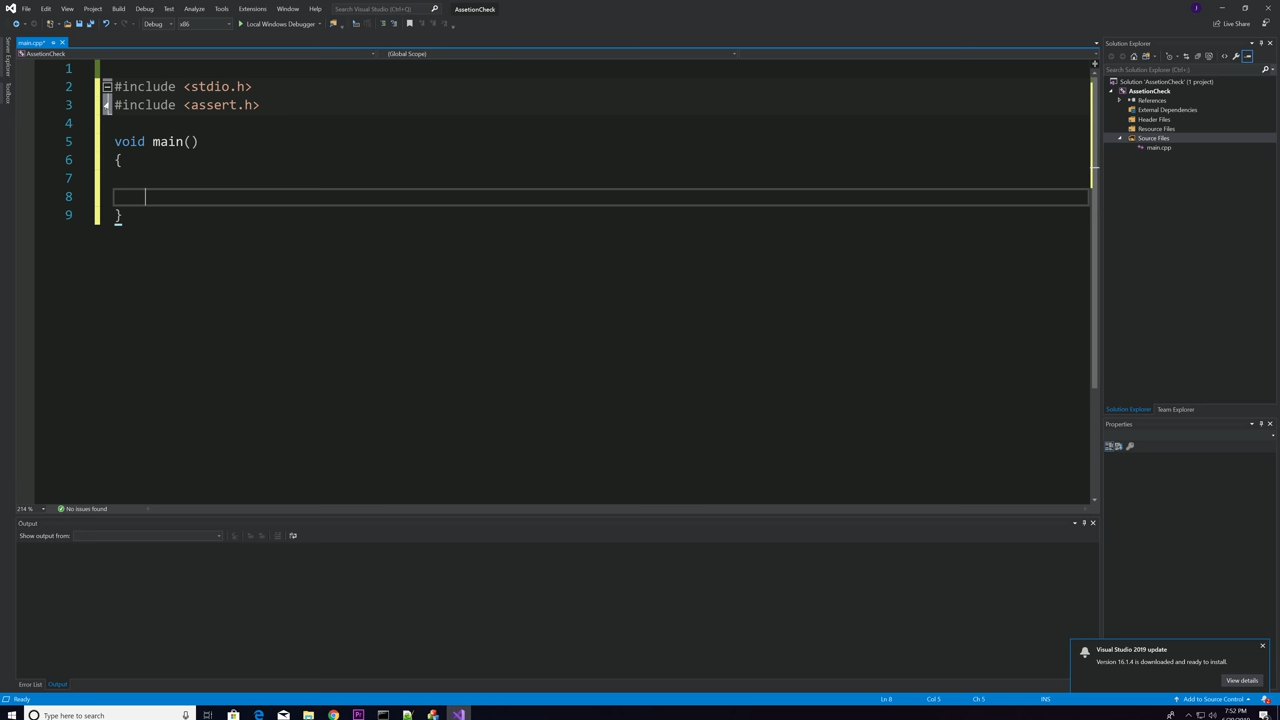 File Edit View Project Build Debug Test Analyze Tools Extensions Window Help Search Visual Studio (Ctrl+Q) AssetionCheck
Debug x86 Local Windows Debugger Live Share
main.cpp*
AssetionCheck (Global Scope)
Server Explorer
Toolbox
1
2 #include <stdio.h>
3 #include <assert.h>
4
5 void main()
6 {
7
8
9 }
214 % No issues found
Output
Show output from:
Error List Output
Solution Explorer
Search Solution Explorer (Ctrl+;)
Solution 'AssetionCheck' (1 project)
AssetionCheck
References
External Dependencies
Header Files
Resource Files
Source Files
main.cpp
Solution Explorer Team Explorer
Properties
Visual Studio 2019 update
Version 16.1.4 is downloaded and ready to install.
View details
Ready Ln 8 Col 5 Ch 5 INS Add to Source Control
Type here to search 7:52 PM